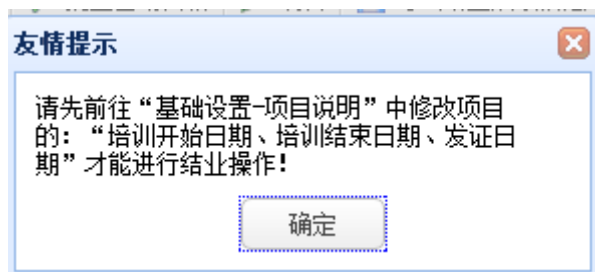 友情提示
请先前往“基础设置-项目说明”中修改项目
的：“培训开始日期、培训结束日期、发证日
期”才能进行结业操作!
确定